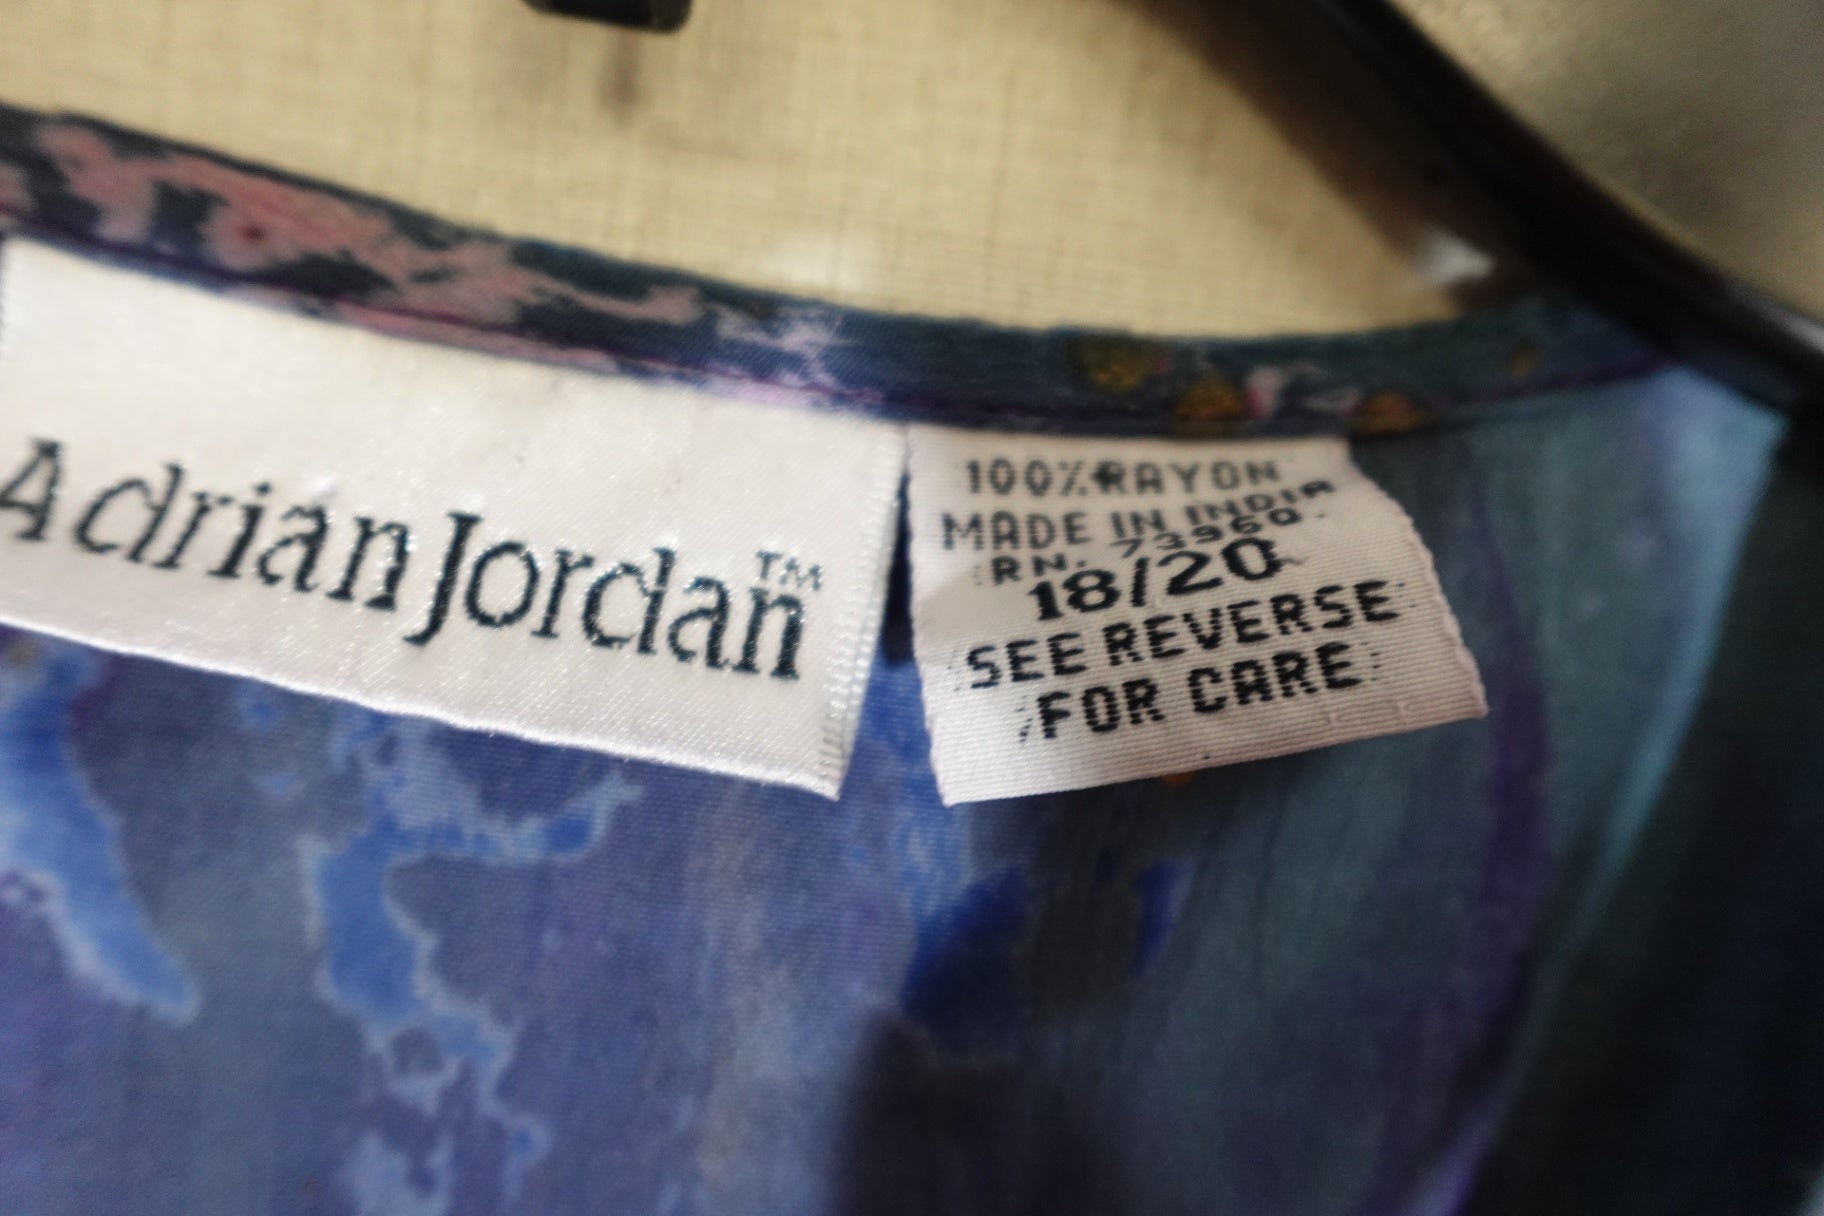 Adrian Jordan™
100% RAYON
MADE IN INDIA
RN. 73960
18/20
SEE REVERSE
FOR CARE